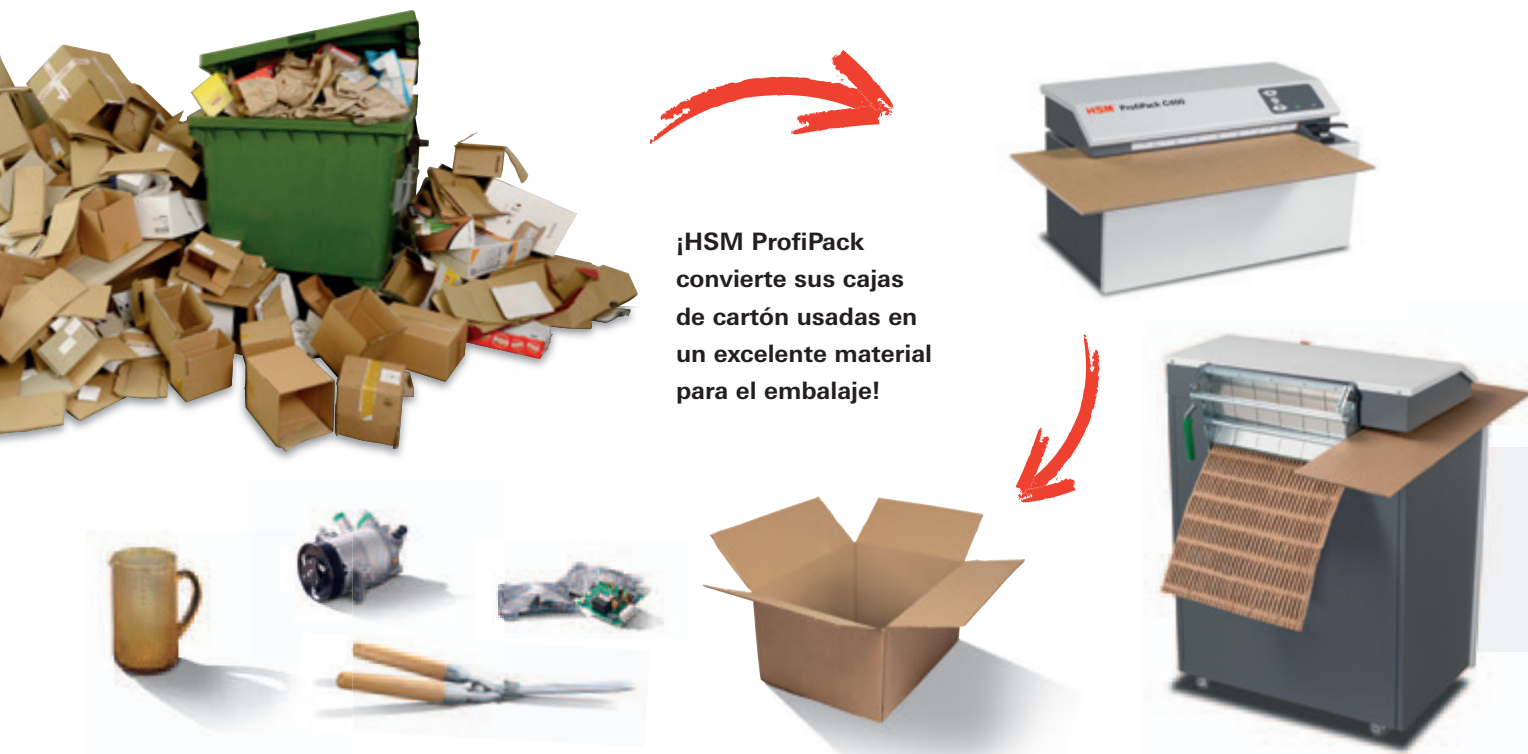 HSM ProfiPack C400
¡HSM ProfiPack
convierte sus cajas
de cartón usadas en
un excelente material
para el embalaje!